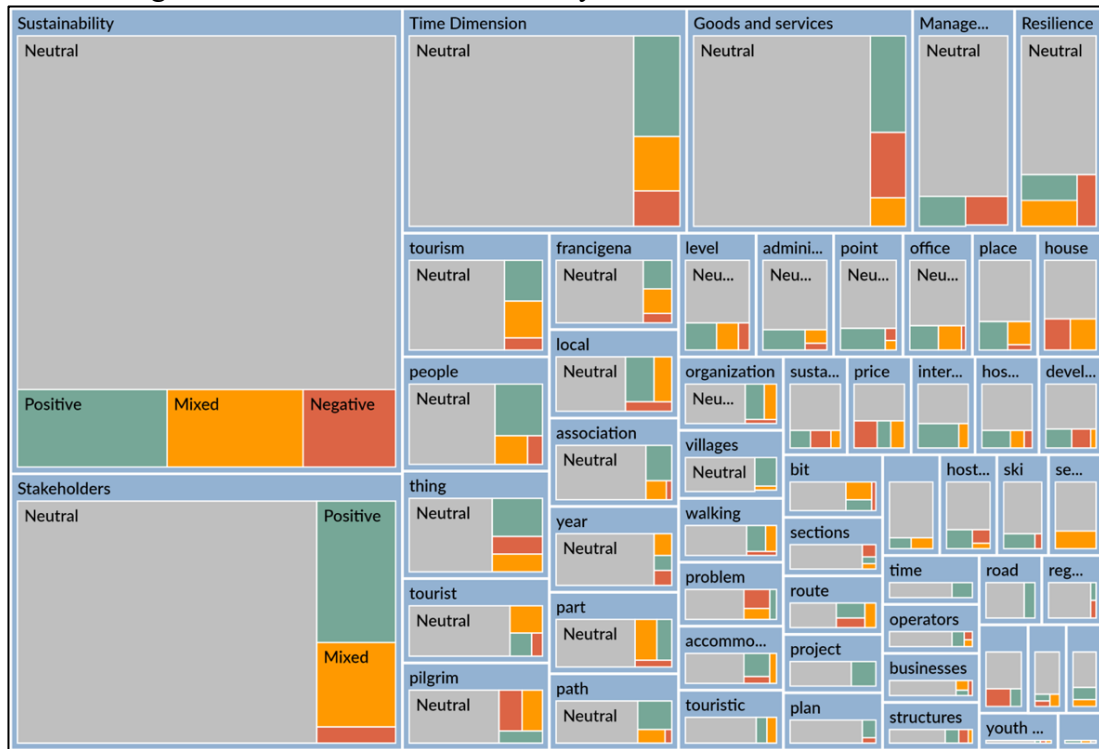 Sustainability
Neutral
Positive
Mixed
Negative
Stakeholders
Neutral
Positive
Mixed
Time Dimension
Neutral
Goods and services
Neutral
Manage...
Neutral
Resilience
Neutral
tourism
Neutral
people
Neutral
thing
Neutral
tourist
Neutral
pilgrim
Neutral
francigena
Neutral
local
Neutral
association
Neutral
year
Neutral
part
Neutral
path
Neutral
level
Neu...
admini...
Neu...
point
Neu...
office
Neu...
place
house
organization
Neu...
villages
Neutral
walking
problem
accommo...
touristic
susta...
price
inter...
hos...
devel...
bit
sections
route
project
plan
host...
ski
se...
time
operators
businesses
structures
road
reg...
youth ...